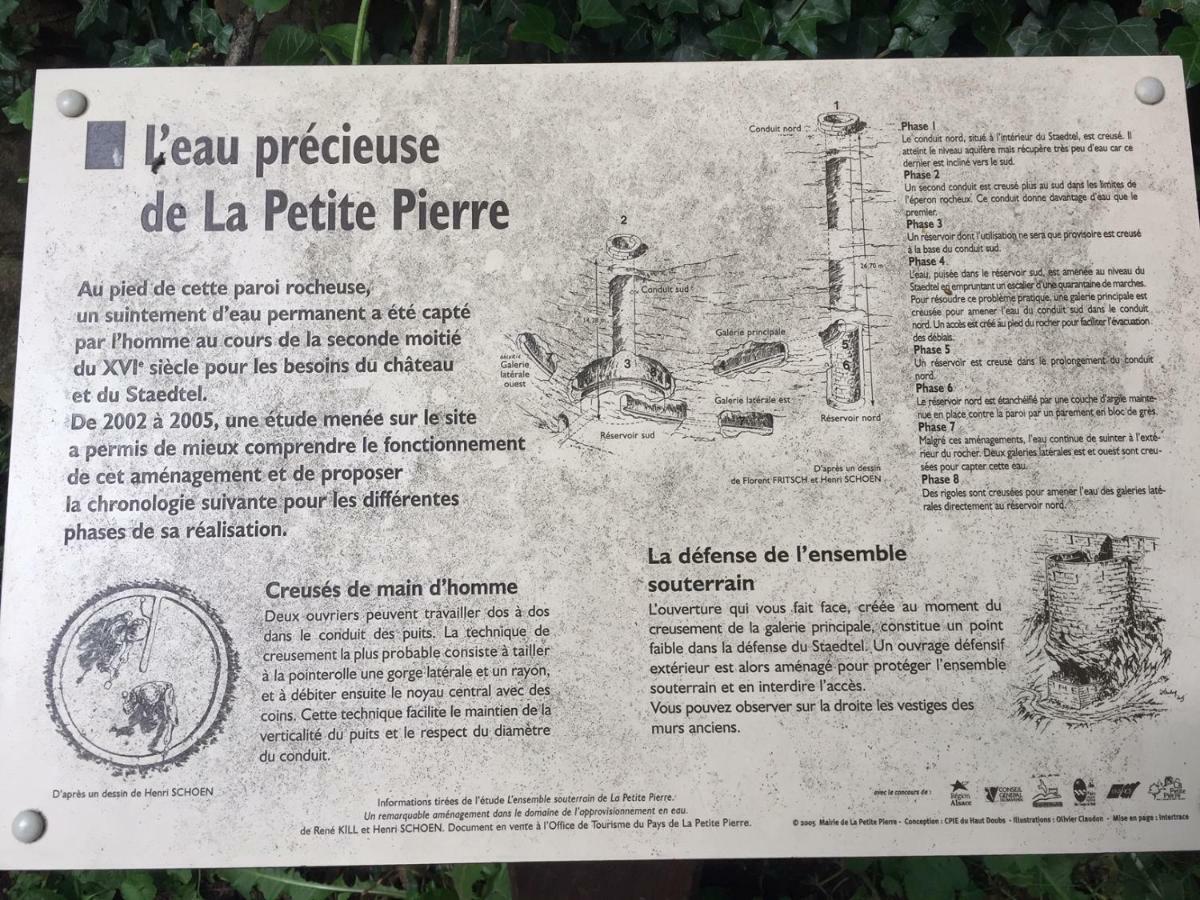 L'eau précieuse
de La Petite Pierre
Au pied de cette paroi rocheuse,
un suintement d'eau permanent a été capté
par l'homme au cours de la seconde moitié
du XVIe siècle pour les besoins du château
et du Staedtel.
De 2002 à 2005, une étude menée sur le site
a permis de mieux comprendre le fonctionnement
de cet aménagement et de proposer
la chronologie suivante pour les différentes
phases de sa réalisation.
1
Conduit nord
2
Conduit sud
16,70 m
Galerie principale
Galerie
latérale
ouest
3
4
5
6
8
Galerie latérale est
Réservoir sud
Réservoir nord
D'après un dessin
de Florent FRITSCH et Henri SCHOEN
Phase 1
Le conduit nord, situé à l'intérieur du Staedtel, est creusé. Il
atteint le niveau aquifère mais récupère très peu d'eau car ce
dernier est incliné vers le sud.
Phase 2
Un second conduit est creusé plus au sud dans les limites de
l'éperon rocheux. Ce conduit donne davantage d'eau que le
premier.
Phase 3
Un réservoir dont l'utilisation ne sera que provisoire est creusé
à la base du conduit sud.
Phase 4
L'eau, puisée dans le réservoir sud, est amenée au niveau du
Staedtel en empruntant un escalier d'une quarantaine de marches.
Pour résoudre ce problème pratique, une galerie principale est
creusée pour amener l'eau du conduit sud dans le conduit
nord. Un accès est créé au pied du rocher pour faciliter l'évacuation
des déblais.
Phase 5
Un réservoir est creusé dans le prolongement du conduit
nord.
Phase 6
Le réservoir nord est étanchéifié par une couche d'argile mainte-
nue en place contre la paroi par un parement en bloc de grès.
Phase 7
Malgré ces aménagements, l'eau continue de suinter à l'exté-
rieur du rocher. Deux galeries latérales est et ouest sont creu-
sées pour capter cette eau.
Phase 8
Des rigoles sont creusées pour amener l'eau des galeries laté-
rales directement au réservoir nord.
Creusés de main d'homme
Deux ouvriers peuvent travailler dos à dos
dans le conduit des puits. La technique de
creusement la plus probable consiste à tailler
à la pointerolle une gorge latérale et un rayon,
et à débiter ensuite le noyau central avec des
coins. Cette technique facilite le maintien de la
verticalité du puits et le respect du diamètre
du conduit.
D'après un dessin de Henri SCHOEN
La défense de l'ensemble
souterrain
L'ouverture qui vous fait face, créée au moment du
creusement de la galerie principale, constitue un point
faible dans la défense du Staedtel. Un ouvrage défensif
extérieur est alors aménagé pour protéger l'ensemble
souterrain et en interdire l'accès.
Vous pouvez observer sur la droite les vestiges des
murs anciens.
Informations tirées de l'étude L'ensemble souterrain de La Petite Pierre.
Un remarquable aménagement dans le domaine de l'approvisionnement en eau.
de René KILL et Henri SCHOEN. Document en vente à l'Office de Tourisme du Pays de La Petite Pierre.
avec le concours de :
Région
Alsace
CONSEIL
GENERAL
© 2005 Mairie de La Petite Pierre - Conception : CPIE du Haut Doubs - Illustrations : Olivier Claudon - Mise en page : Intertrace